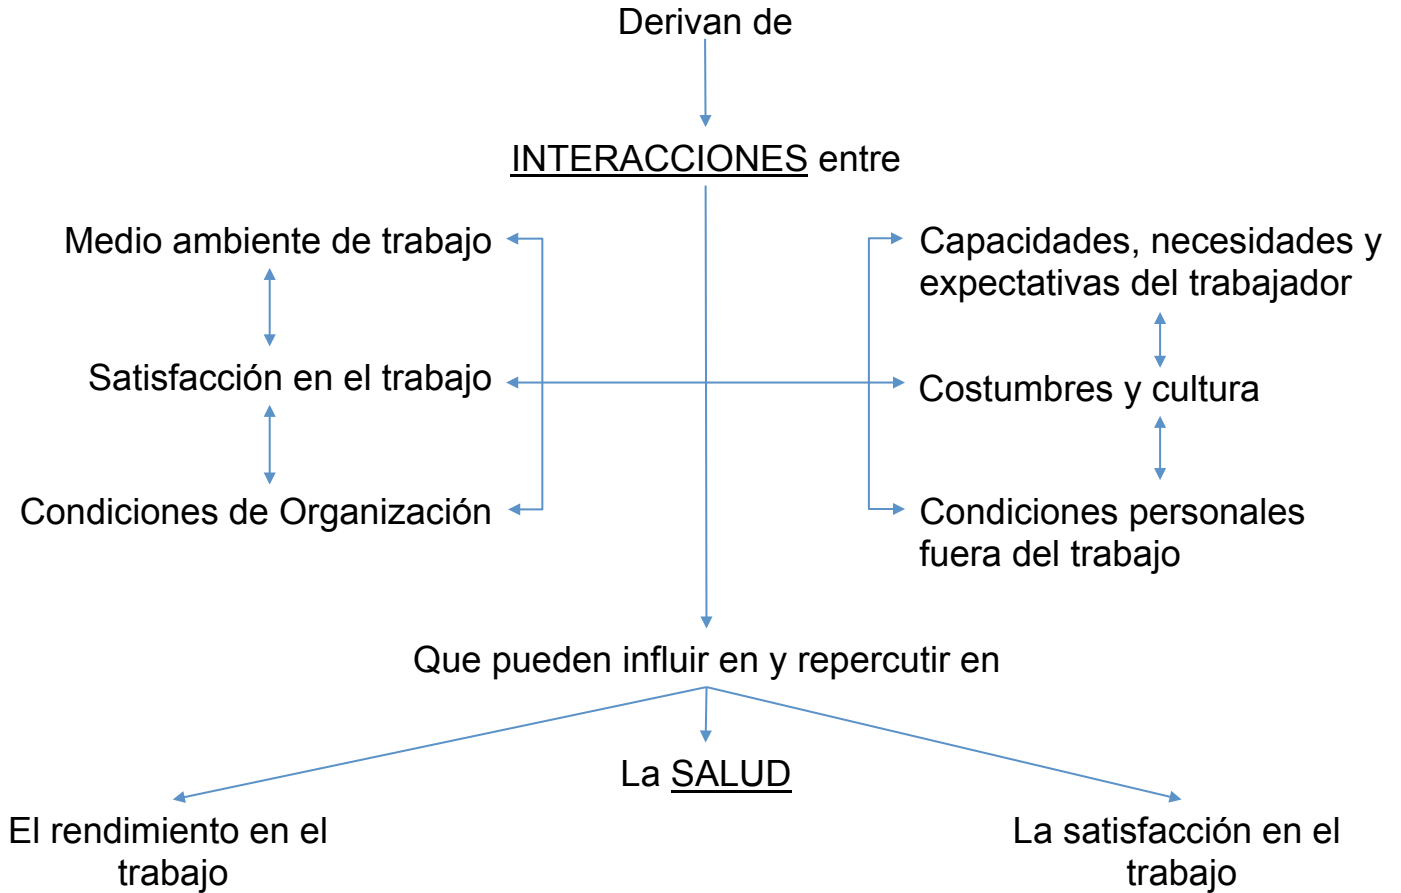 Derivan de
INTERACCIONES entre
Medio ambiente de trabajo
Satisfacción en el trabajo
Condiciones de Organización
Capacidades, necesidades y
expectativas del trabajador
Costumbres y cultura
Condiciones personales
fuera del trabajo
Que pueden influir en y repercutir en
La SALUD
El rendimiento en el
trabajo
La satisfacción en el
trabajo